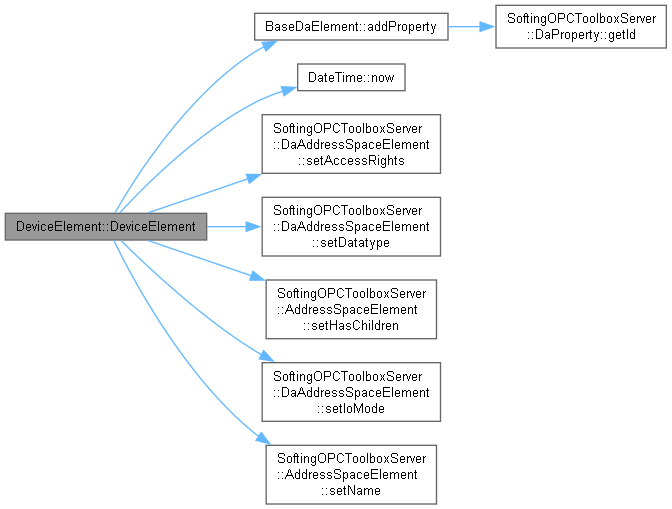 BaseDaElement::addProperty
SoftingOPCToolboxServer
::DaProperty::getId
DateTime::now
SoftingOPCToolboxServer
::DaAddressSpaceElement
::setAccessRights
DeviceElement::DeviceElement
SoftingOPCToolboxServer
::DaAddressSpaceElement
::setDatatype
SoftingOPCToolboxServer
::AddressSpaceElement
::setHasChildren
SoftingOPCToolboxServer
::DaAddressSpaceElement
::setIoMode
SoftingOPCToolboxServer
::AddressSpaceElement
::setName